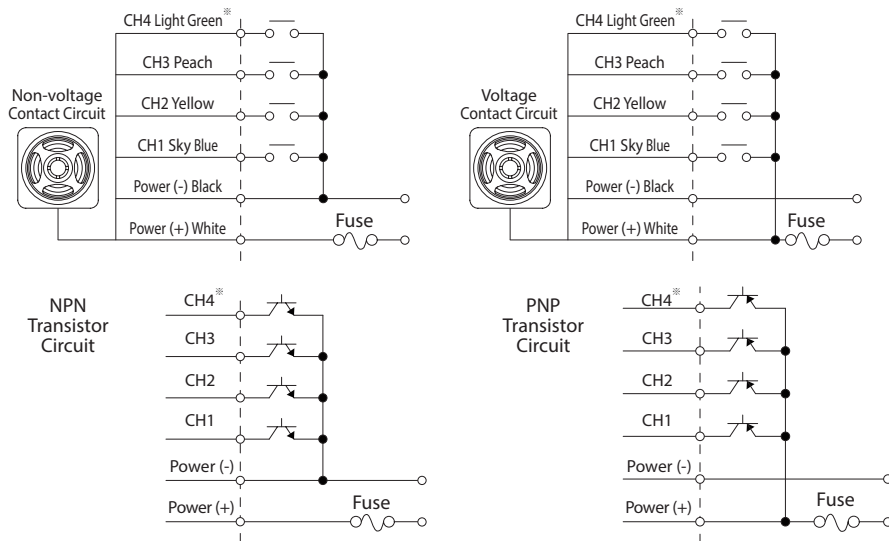 CH4 Light Green※
CH3 Peach
Non-voltage
Contact Circuit
CH2 Yellow
CH1 Sky Blue
Power (-) Black
Power (+) White
Fuse
CH4 Light Green※
CH3 Peach
Voltage
Contact Circuit
CH2 Yellow
CH1 Sky Blue
Power (-) Black
Power (+) White
Fuse
NPN
Transistor
Circuit
CH4※
CH3
CH2
CH1
Power (-)
Power (+)
Fuse
PNP
Transistor
Circuit
CH4※
CH3
CH2
CH1
Power (-)
Power (+)
Fuse